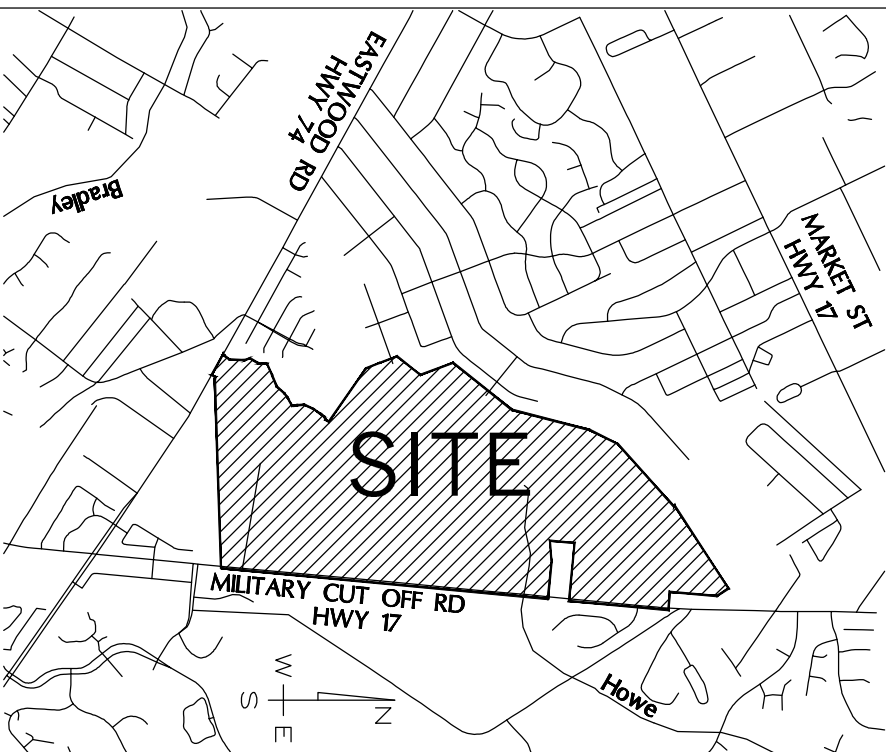 EASTWOOD RD
HWY 74
Bradley
MARKET ST
HWY 17
SITE
MILITARY CUT OFF RD
HWY 17
Howe
W
S
N
E